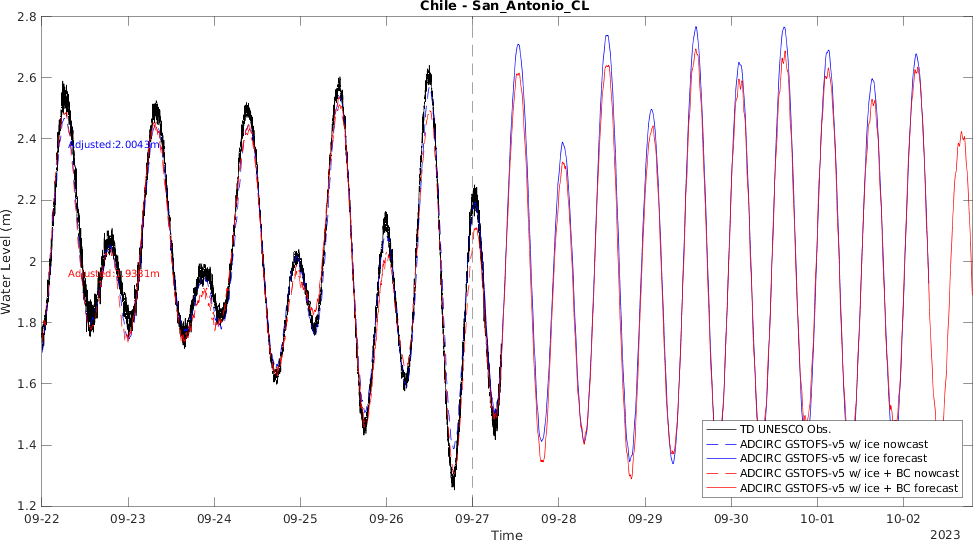 Chile - San_Antonio_CL
2.8
2.6
2.4
2.2
2
1.8
1.6
1.4
1.2
Water Level (m)
Adjusted:2.0043m
Adjusted:1.9331m
TD UNESCO Obs.
ADCIRC GSTOFS-v5 w/ ice nowcast
ADCIRC GSTOFS-v5 w/ ice forecast
ADCIRC GSTOFS-v5 w/ ice + BC nowcast
ADCIRC GSTOFS-v5 w/ ice + BC forecast
09-22 09-23 09-24 09-25 09-26 09-27 09-28 09-29 09-30 10-01 10-02
Time
2023